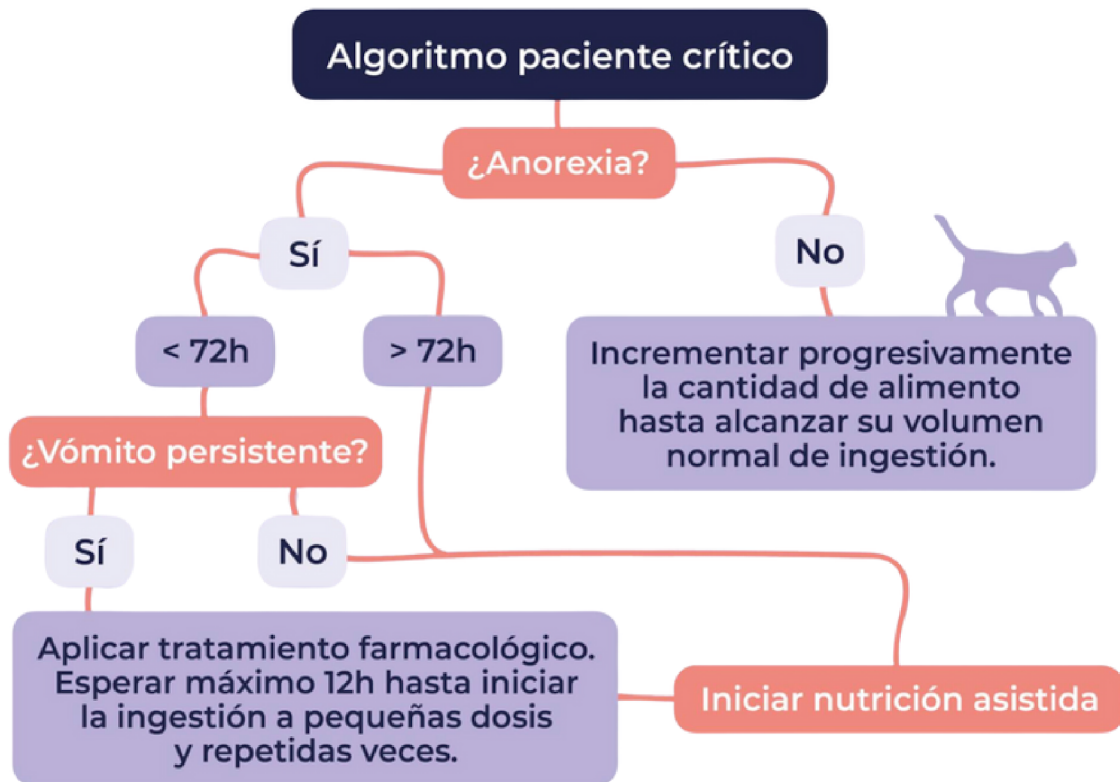 Algoritmo paciente crítico
¿Anorexia?
Sí
No
< 72h
> 72h
Incrementar progresivamente
la cantidad de alimento
hasta alcanzar su volumen
normal de ingestión.
¿Vómito persistente?
Sí
No
Aplicar tratamiento farmacológico.
Esperar máximo 12h hasta iniciar
la ingestión a pequeñas dosis
y repetidas veces.
Iniciar nutrición asistida